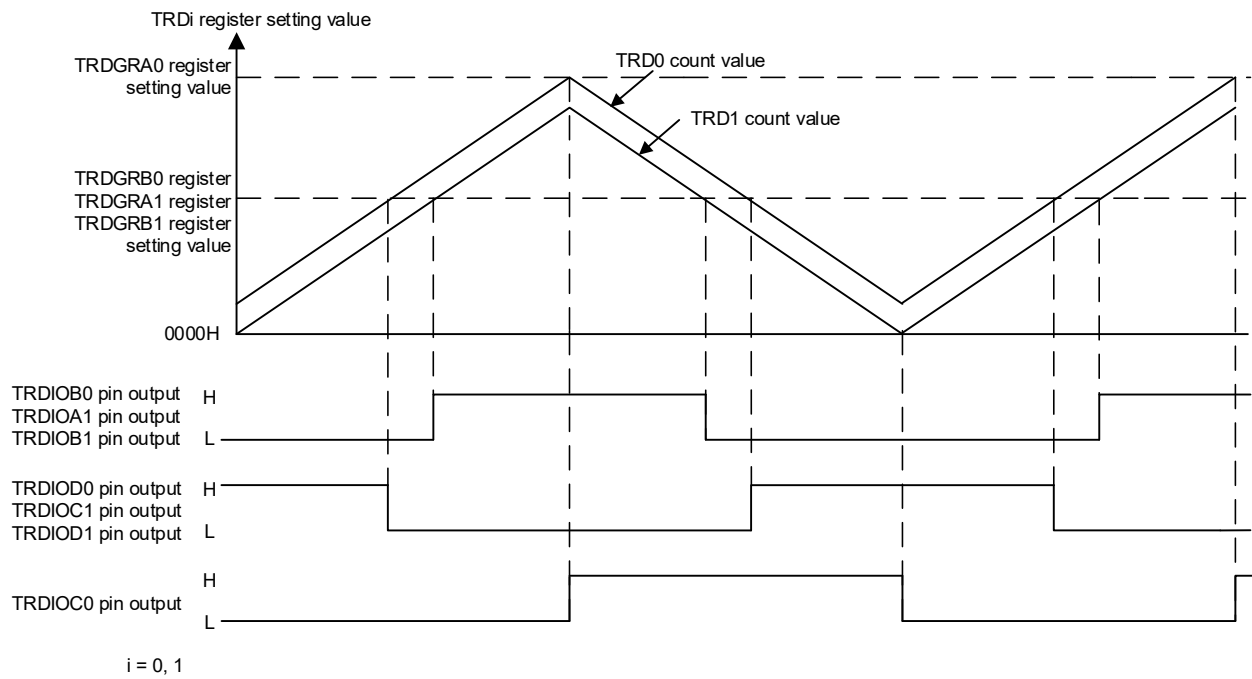 TRDi register setting value
TRDGRA0 register
setting value
TRD0 count value
TRD1 count value
TRDGRB0 register
TRDGRA1 register
TRDGRB1 register
setting value
0000H
TRDIOB0 pin output H
TRDIOA1 pin output
TRDIOB1 pin output L
TRDIOD0 pin output H
TRDIOC1 pin output
TRDIOD1 pin output L
H
TRDIOC0 pin output
L
i = 0, 1